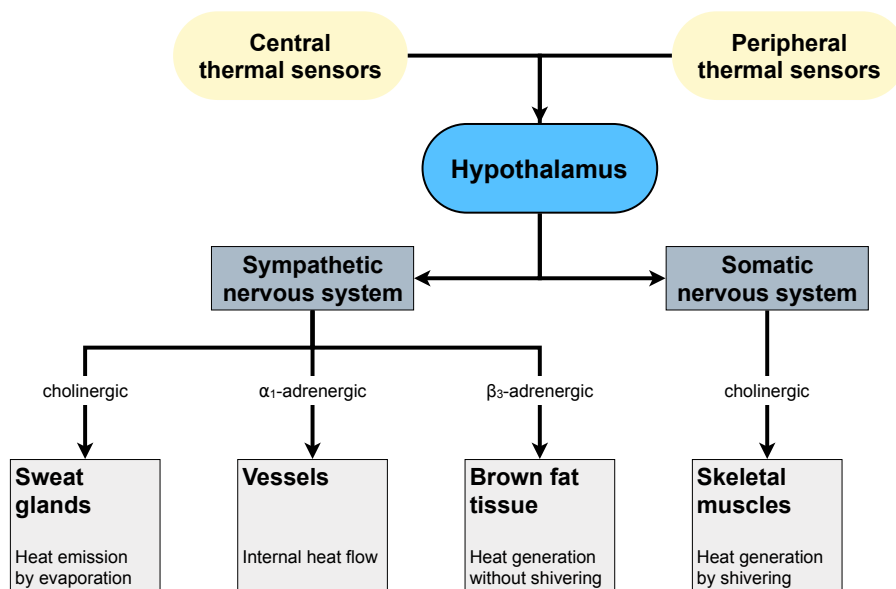 Central
thermal sensors
Peripheral
thermal sensors
Hypothalamus
Sympathetic
nervous system
Somatic
nervous system
cholinergic
α₁-adrenergic
β₃-adrenergic
cholinergic
Sweat
glands
Heat emission
by evaporation
Vessels
Internal heat flow
Brown fat
tissue
Heat generation
without shivering
Skeletal
muscles
Heat generation
by shivering